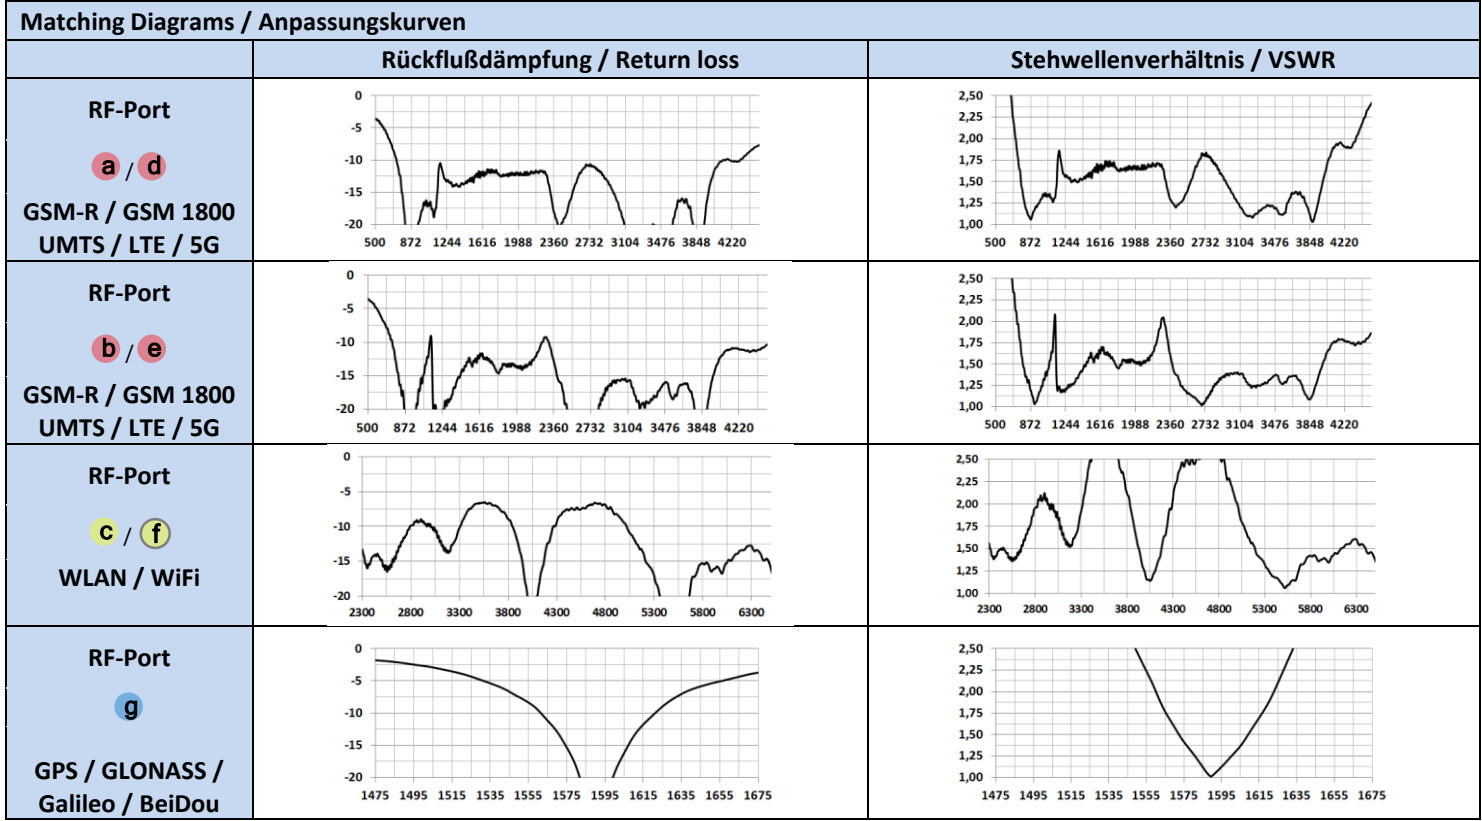 Matching Diagrams / Anpassungskurven
Rückflußdämpfung / Return loss
Stehwellenverhältnis / VSWR
RF-Port
a / d
GSM-R / GSM 1800
UMTS / LTE / 5G
0
-5
-10
-15
-20
500 872 1244 1616 1988 2360 2732 3104 3476 3848 4220
2,50
2,25
2,00
1,75
1,50
1,25
1,00
500 872 1244 1616 1988 2360 2732 3104 3476 3848 4220
RF-Port
b / e
GSM-R / GSM 1800
UMTS / LTE / 5G
0
-5
-10
-15
-20
500 872 1244 1616 1988 2360 2732 3104 3476 3848 4220
2,50
2,25
2,00
1,75
1,50
1,25
1,00
500 872 1244 1616 1988 2360 2732 3104 3476 3848 4220
RF-Port
c / f
WLAN / WiFi
0
-5
-10
-15
-20
2300 2800 3300 3800 4300 4800 5300 5800 6300
2,50
2,25
2,00
1,75
1,50
1,25
1,00
2300 2800 3300 3800 4300 4800 5300 5800 6300
RF-Port
g
GPS / GLONASS /
Galileo / BeiDou
0
-5
-10
-15
-20
1475 1495 1515 1535 1555 1575 1595 1615 1635 1655 1675
2,50
2,25
2,00
1,75
1,50
1,25
1,00
1475 1495 1515 1535 1555 1575 1595 1615 1635 1655 1675